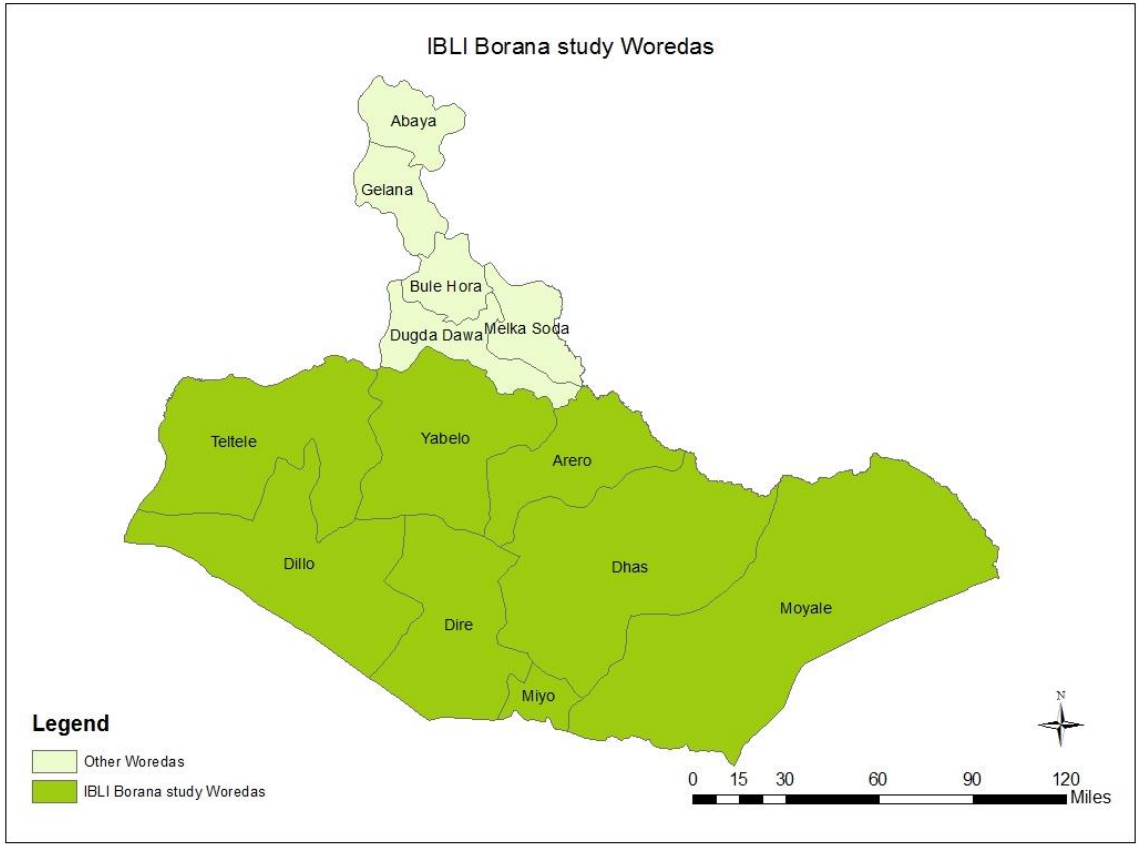 IBLI Borana study Woredas
Abaya
Gelana
Bule Hora
Dugda Dawa
Melka Soda
Teltele
Yabelo
Arero
Dillo
Dhas
Dire
Moyale
Miyo
Legend
Other Woredas
IBLI Borana study Woredas
N
0 15 30 60 90 120
Miles